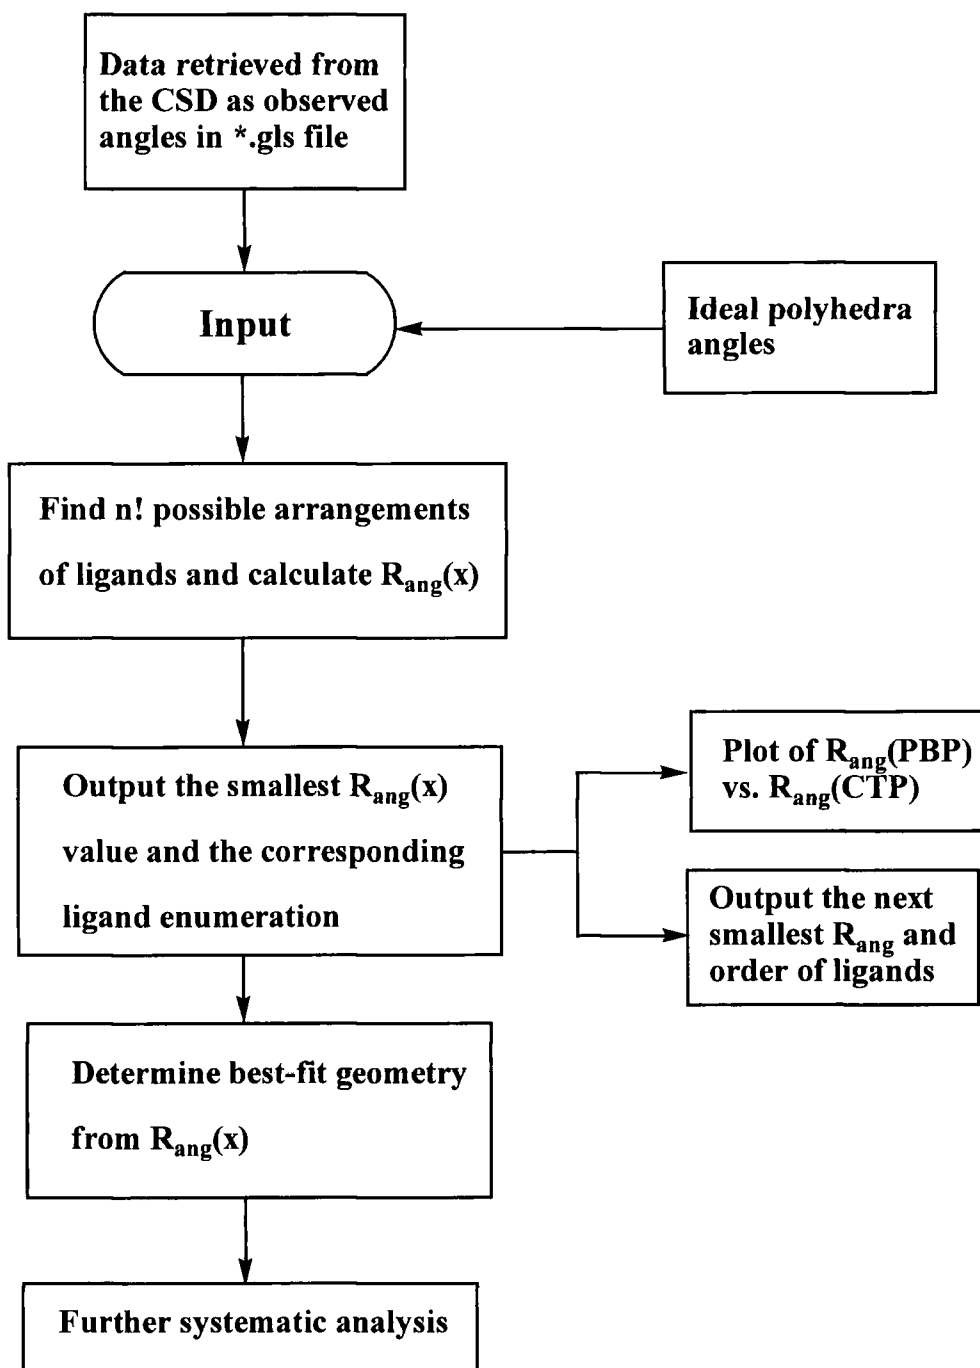 Data retrieved from
the CSD as observed
angles in *.gls file
Input
Ideal polyhedra
angles
Find n! possible arrangements
of ligands and calculate Rang(x)
Output the smallest Rang(x)
value and the corresponding
ligand enumeration
Plot of Rang(PBP)
vs. Rang(CTP)
Output the next
smallest Rang and
order of ligands
Determine best-fit geometry
from Rang(x)
Further systematic analysis